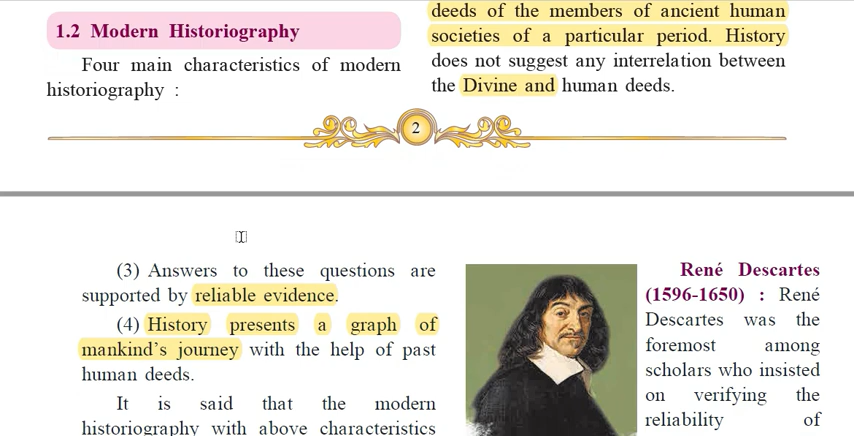 1.2 Modern Historiography
Four main characteristics of modern
historiography :
deeds of the members of ancient human
societies of a particular period. History
does not suggest any interrelation between
the Divine and human deeds.
2
(3) Answers to these questions are
supported by reliable evidence.
(4) History presents a graph of
mankind's journey with the help of past
human deeds.
It is said that the modern
historiography with above characteristics
René Descartes
(1596-1650) : René
Descartes was the
foremost among
scholars who insisted
on verifying the
reliability of